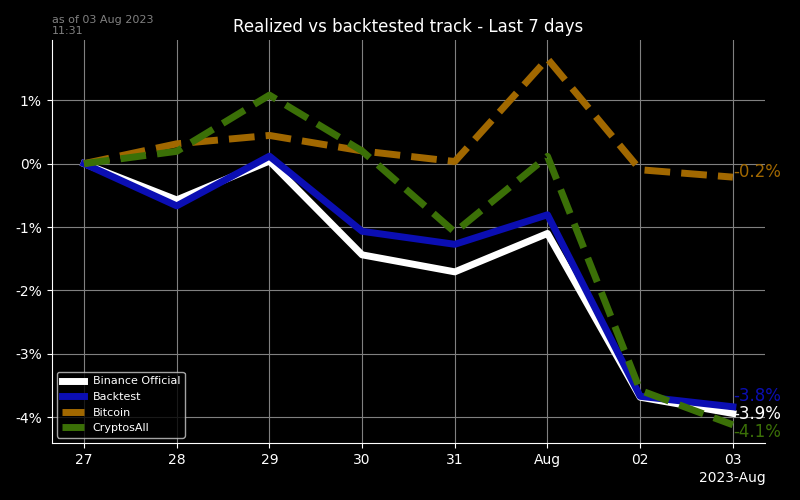 as of 03 Aug 2023
11:31
Realized vs backtested track - Last 7 days
1%
0%
-1%
-2%
-3%
-4%
-0.2%
-3.8%
-3.9%
-4.1%
Binance Official
Backtest
Bitcoin
CryptosAll
27 28 29 30 31 Aug 02 03
2023-Aug